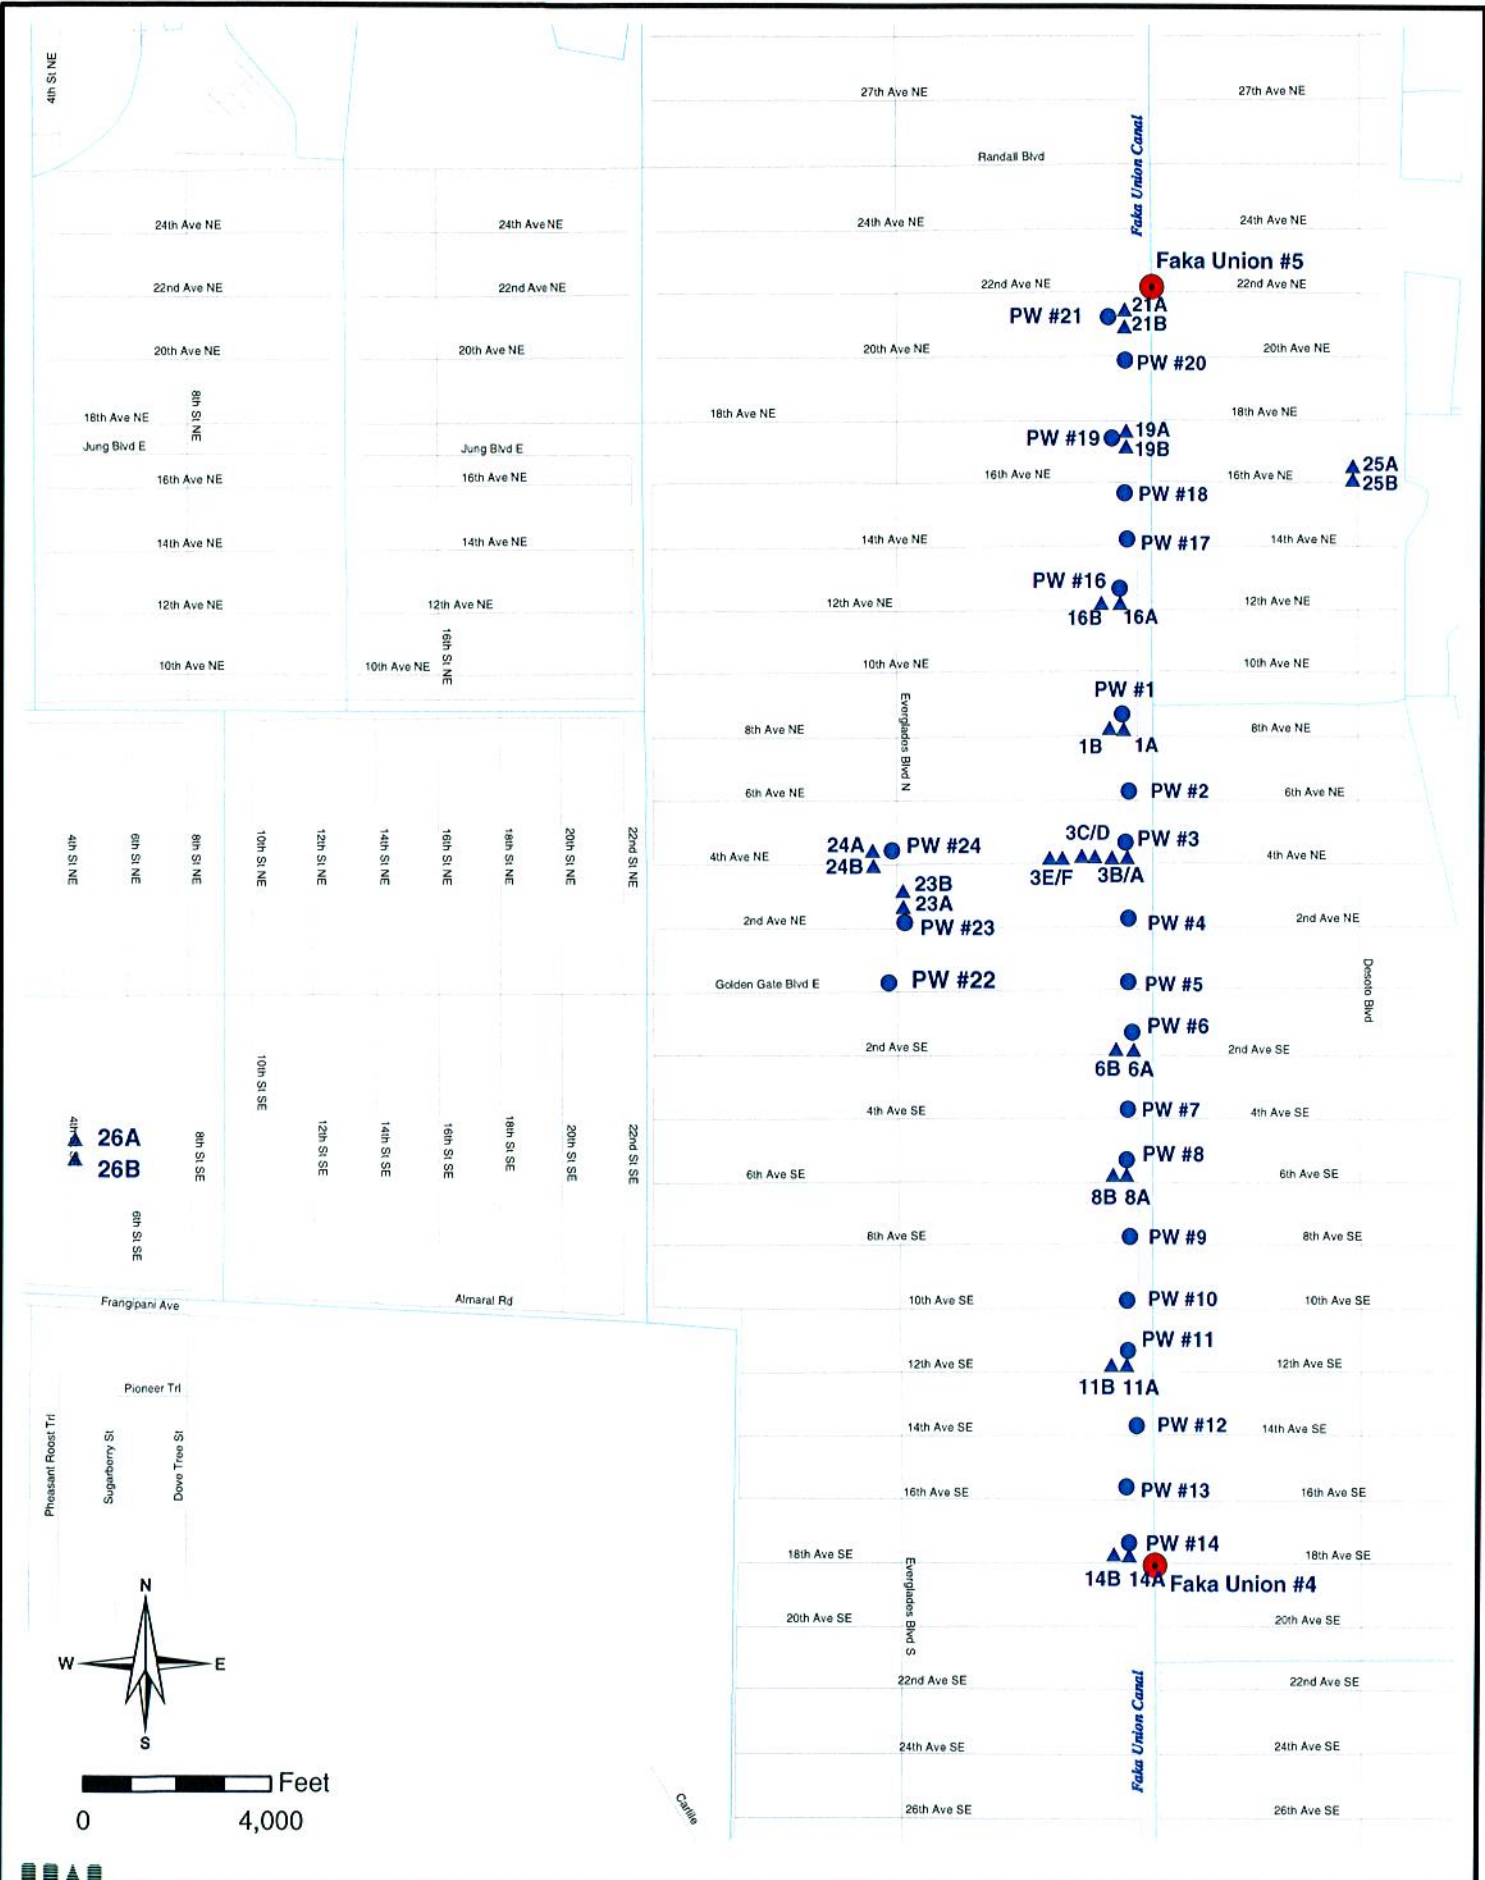 4th St NE
27th Ave NE
27th Ave NE
Faka Union Canal
Randall Blvd
24th Ave NE
24th Ave NE
24th Ave NE
24th Ave NE
Faka Union #5
22nd Ave NE
22nd Ave NE
22nd Ave NE
22nd Ave NE
21A
PW #21
21B
20th Ave NE
20th Ave NE
20th Ave NE
20th Ave NE
PW #20
8th St NE
18th Ave NE
18th Ave NE
18th Ave NE
19A
PW #19
19B
Jung Blvd E
Jung Blvd E
25A
16th Ave NE
16th Ave NE
16th Ave NE
16th Ave NE
25B
PW #18
14th Ave NE
14th Ave NE
14th Ave NE
PW #17
14th Ave NE
PW #16
12th Ave NE
12th Ave NE
12th Ave NE
12th Ave NE
16B
16A
16th St NE
10th Ave NE
10th Ave NE
10th Ave NE
10th Ave NE
PW #1
Everglades Blvd N
8th Ave NE
8th Ave NE
1B
1A
6th Ave NE
PW #2
6th Ave NE
4th St NE
6th St NE
8th St NE
10th St NE
12th St NE
14th St NE
16th St NE
18th St NE
20th St NE
22nd St NE
3C/D
PW #3
24A
PW #24
4th Ave NE
4th Ave NE
24B
3E/F
3B/A
23B
23A
2nd Ave NE
PW #23
PW #4
2nd Ave NE
Golden Gate Blvd E
PW #22
PW #5
Desoto Blvd
PW #6
2nd Ave SE
2nd Ave SE
6B
6A
10th St SE
4th Ave SE
PW #7
4th Ave SE
26A
26B
8th St SE
12th St SE
14th St SE
16th St SE
18th St SE
20th St SE
22nd St SE
PW #8
6th Ave SE
6th Ave SE
8B
8A
6th St SE
8th Ave SE
PW #9
8th Ave SE
Frangipani Ave
Almaral Rd
10th Ave SE
PW #10
10th Ave SE
PW #11
12th Ave SE
12th Ave SE
11B
11A
Pioneer Trl
Pheasant Roost Trl
Sugarberry St
Dove Tree St
14th Ave SE
PW #12
14th Ave SE
16th Ave SE
PW #13
16th Ave SE
PW #14
18th Ave SE
18th Ave SE
14B
14A
Faka Union #4
Everglades Blvd S
20th Ave SE
20th Ave SE
N
W
E
S
22nd Ave SE
22nd Ave SE
Faka Union Canal
24th Ave SE
24th Ave SE
Feet
0
4,000
Carlile
26th Ave SE
26th Ave SE